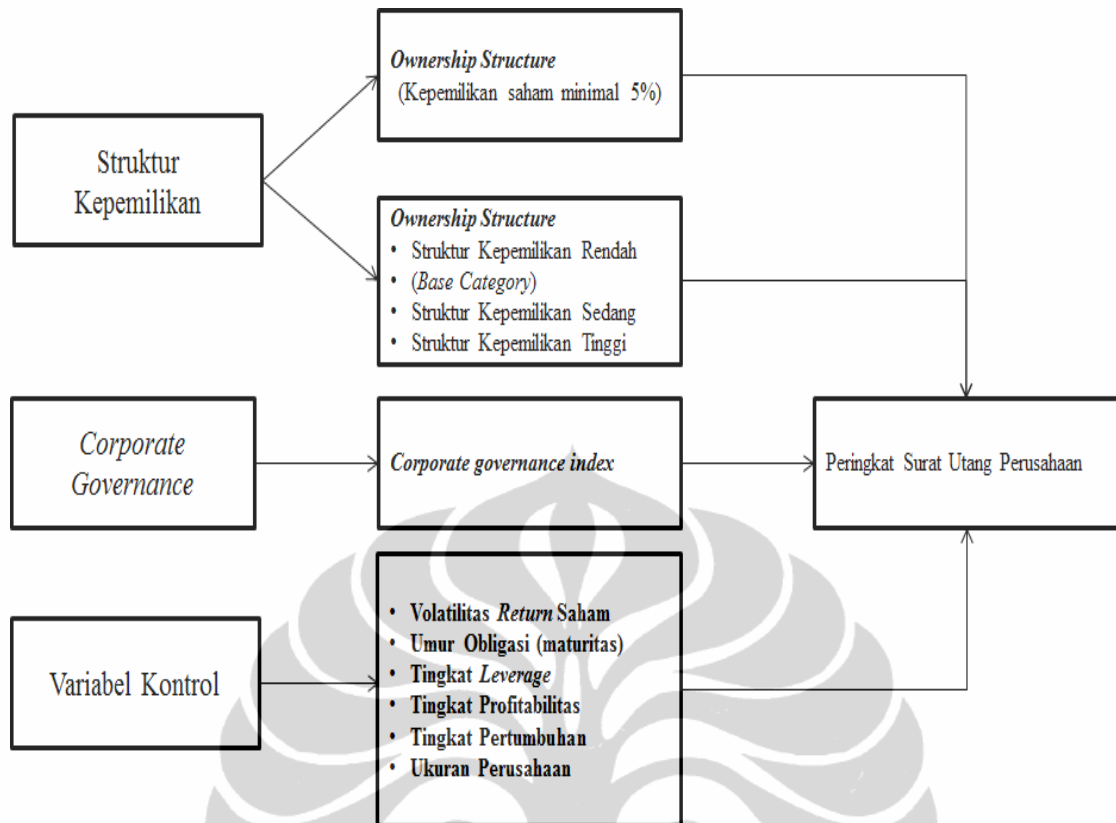 Struktur
Kepemilikan
Ownership Structure
(Kepemilikan saham minimal 5%)
Ownership Structure
• Struktur Kepemilikan Rendah
• (Base Category)
• Struktur Kepemilikan Sedang
• Struktur Kepemilikan Tinggi
Corporate
Governance
Corporate governance index
Peringkat Surat Utang Perusahaan
Variabel Kontrol
• Volatilitas Return Saham
• Umur Obligasi (maturitas)
• Tingkat Leverage
• Tingkat Profitabilitas
• Tingkat Pertumbuhan
• Ukuran Perusahaan